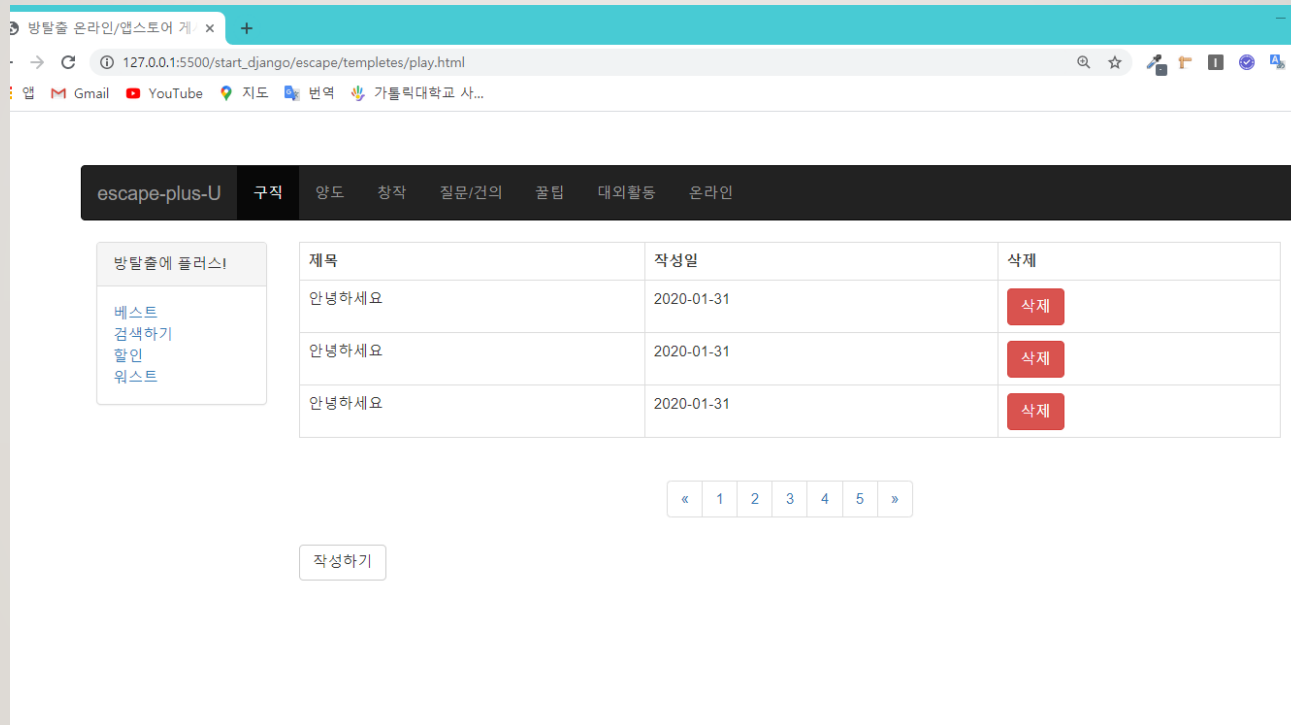 방탈출 온라인/앱스토어 게
127.0.0.1:5500/start_django/escape/templetes/play.html
앱 Gmail YouTube 지도 번역 가톨릭대학교 사...
escape-plus-U 구직 양도 창작 질문/건의 꿀팁 대외활동 온라인
방탈출에 플러스!
베스트
검색하기
할인
워스트
제목 작성일 삭제
안녕하세요 2020-01-31 삭제
안녕하세요 2020-01-31 삭제
안녕하세요 2020-01-31 삭제
« 1 2 3 4 5 »
작성하기